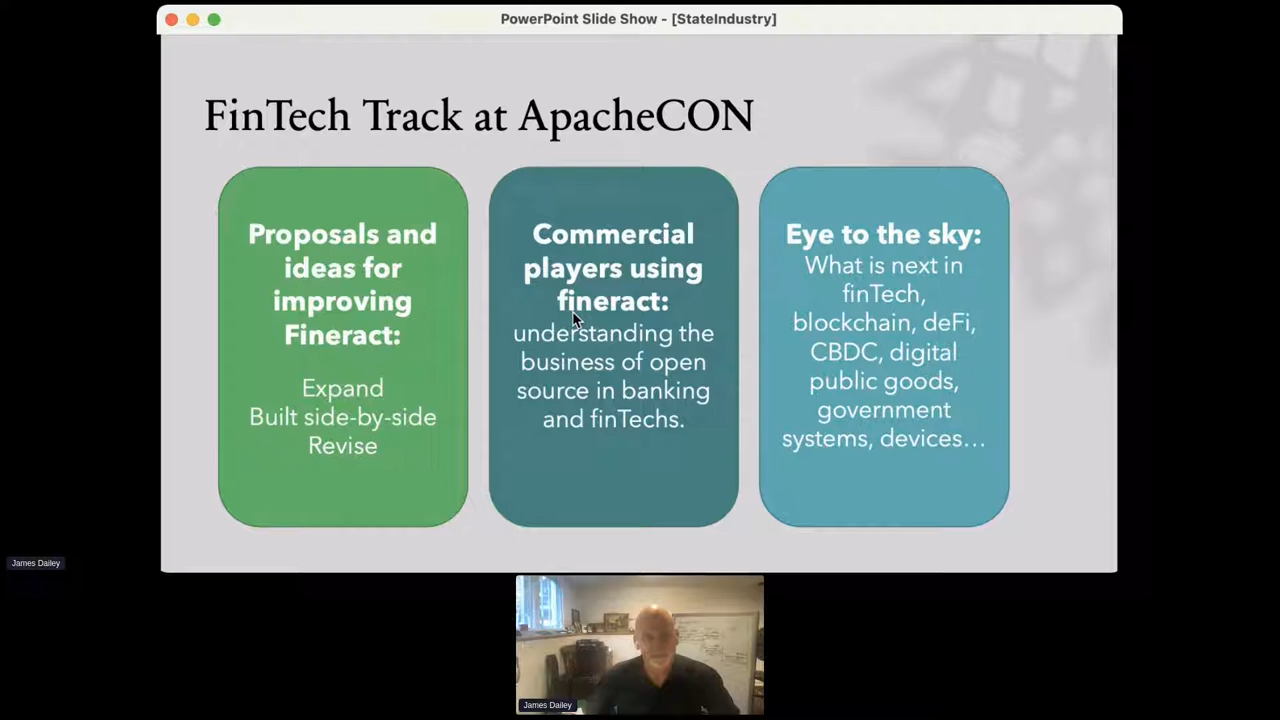 PowerPoint Slide Show - [StateIndustry]
FinTech Track at ApacheCON
Proposals and
ideas for
improving
Fineract:
Expand
Built side-by-side
Revise
Commercial
players using
fineract:
understanding the
business of open
source in banking
and finTechs.
Eye to the sky:
What is next in
finTech,
blockchain, deFi,
CBDC, digital
public goods,
government
systems, devices…
James Dailey
James Dailey